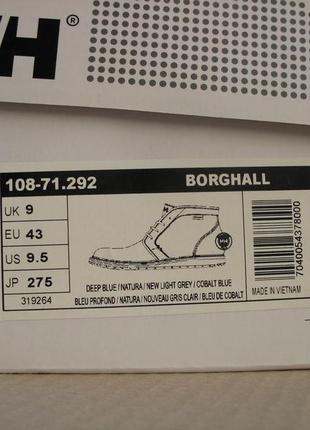 H/H ®
108-71.292 BORGHALL
UK 9
EU 43
US 9.5
JP 275
319264
HH
DEEP BLUE / NATURA / NEW LIGHT GREY / COBALT BLUE
BLEU PROFOND / NATURA / NOUVEAU GRIS CLAIR / BLEU DE COBALT
7040054378000
MADE IN VIETNAM